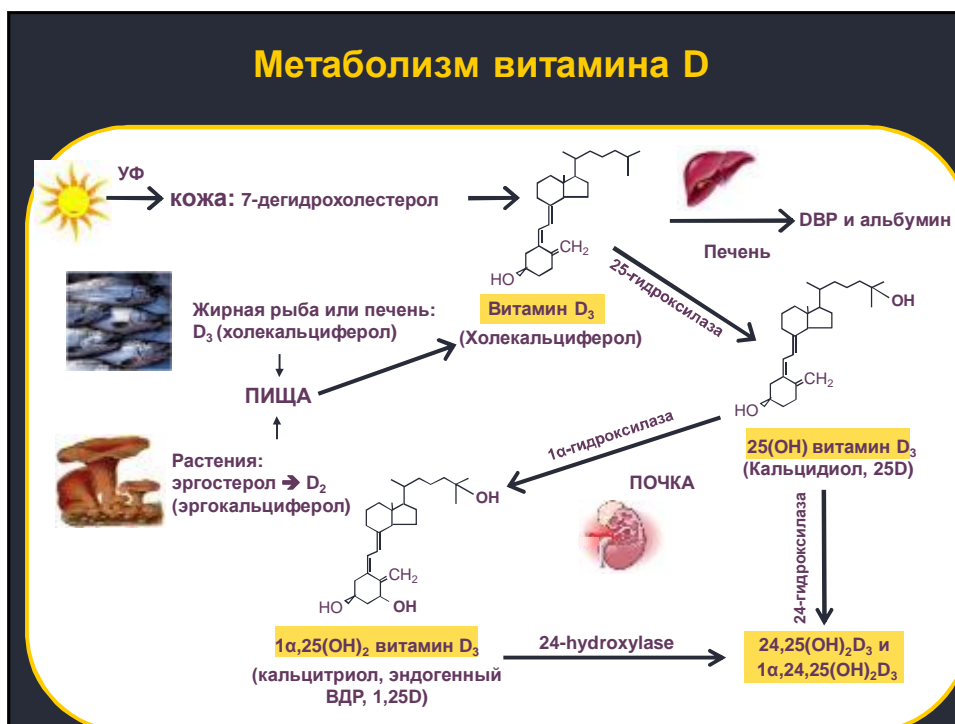 Метаболизм витамина D
УФ
кожа: 7-дегидрохолестерол
CH₂
HO
DBP и альбумин
Печень
25-гидроксилаза
Жирная рыба или печень:
D₃ (холекальциферол)
Витамин D₃
(Холекальциферол)
OH
CH₂
HO
ПИЩА
1α-гидроксилаза
25(OH) витамин D₃
(Кальцидиол, 25D)
Растения:
эргостерол ➔ D₂
(эргокальциферол)
OH
ПОЧКА
CH₂
HO
OH
24-гидроксилаза
1α,25(OH)₂ витамин D₃
(кальцитриол, эндогенный
ВДР, 1,25D)
24-hydroxylase
24,25(OH)₂D₃ и
1α,24,25(OH)₂D₃